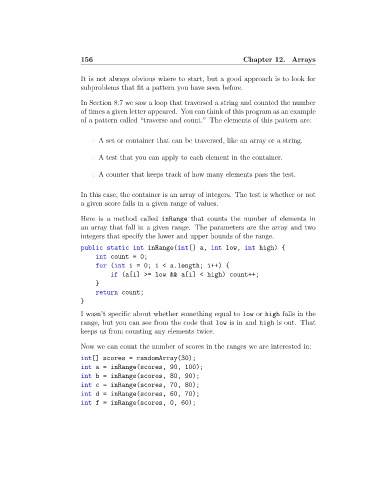 156 Chapter 12. Arrays
It is not always obvious where to start, but a good approach is to look for
subproblems that fit a pattern you have seen before.
In Section 8.7 we saw a loop that traversed a string and counted the number
of times a given letter appeared. You can think of this program as an example
of a pattern called “traverse and count.” The elements of this pattern are:
A set or container that can be traversed, like an array or a string.
A test that you can apply to each element in the container.
A counter that keeps track of how many elements pass the test.
In this case, the container is an array of integers. The test is whether or not
a given score falls in a given range of values.
Here is a method called inRange that counts the number of elements in
an array that fall in a given range. The parameters are the array and two
integers that specify the lower and upper bounds of the range.
public static int inRange(int[] a, int low, int high) {
int count = 0;
for (int i = 0; i < a.length; i++) {
if (a[i] >= low && a[i] < high) count++;
}
return count;
}
I wasn't specific about whether something equal to low or high falls in the
range, but you can see from the code that low is in and high is out. That
keeps us from counting any elements twice.
Now we can count the number of scores in the ranges we are interested in:
int[] scores = randomArray(30);
int a = inRange(scores, 90, 100);
int b = inRange(scores, 80, 90);
int c = inRange(scores, 70, 80);
int d = inRange(scores, 60, 70);
int f = inRange(scores, 0, 60);